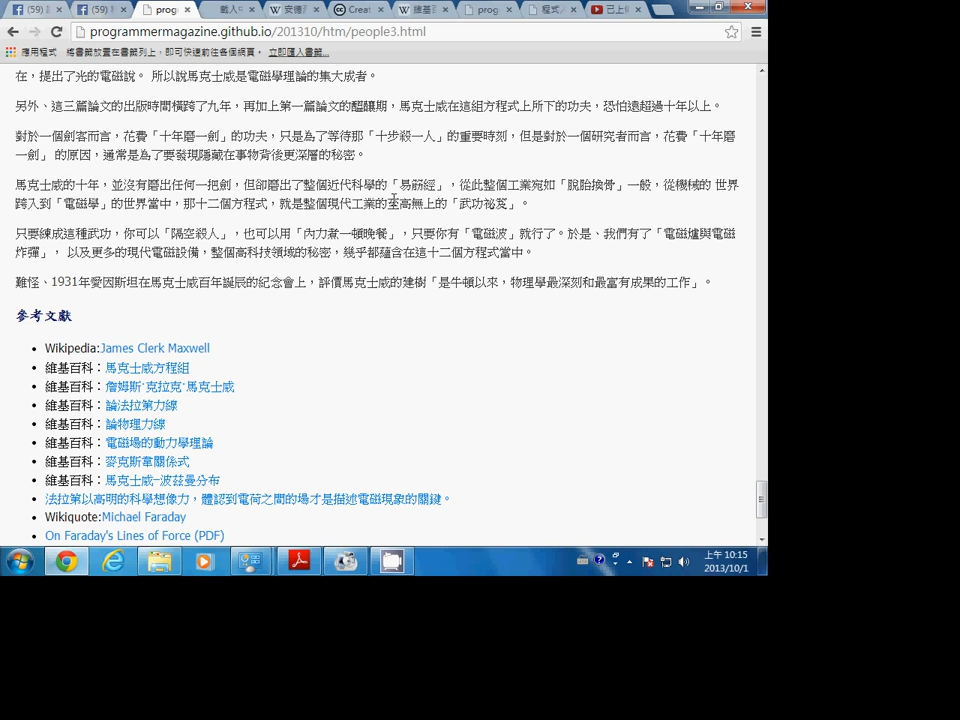 (59)
(59)
prog
載入中
安德
Creat
維基
prog
程式
已上
programmermagazine.github.io/201310/htm/people3.html
應用程式 將書籤放置在書籤列上，即可快速前往各個網頁。 立即匯入書籤...
在，提出了光的電磁說。 所以說馬克士威是電磁學理論的集大成者。
另外、這三篇論文的出版時間橫跨了九年，再加上第一篇論文的醞釀期，馬克士威在這組方程式上所下的功夫，恐怕遠超過十年以上。
對於一個劍客而言，花費「十年磨一劍」的功夫，只是為了等待那「十步殺一人」的重要時刻，但是對於一個研究者而言，花費「十年磨
一劍」 的原因，通常是為了要發現隱藏在事物背後更深層的秘密。
馬克士威的十年，並沒有磨出任何一把劍，但卻磨出了整個近代科學的「易筋經」，從此整個工業宛如「脫胎換骨」一般，從機械的 世界
跨入到「電磁學」的世界當中，那十二個方程式，就是整個現代工業的至高無上的「武功祕笈」。
只要練成這種武功，你可以「隔空殺人」，也可以用「內力煮一頓晚餐」，只要你有「電磁波」就行了。於是、我們有了「電磁爐與電磁
炸彈」， 以及更多的現代電磁設備，整個高科技領域的秘密，幾乎都蘊含在這十二個方程式當中。
難怪、1931年愛因斯坦在馬克士威百年誕辰的紀念會上，評價馬克士威的建樹「是牛頓以來，物理學最深刻和最富有成果的工作」。
參考文獻
• Wikipedia:James Clerk Maxwell
• 維基百科：馬克士威方程組
• 維基百科：詹姆斯·克拉克·馬克士威
• 維基百科：論法拉第力線
• 維基百科：論物理力線
• 維基百科：電磁場的動力學理論
• 維基百科：麥克斯韋關係式
• 維基百科：馬克士威-波茲曼分布
• 法拉第以高明的科學想像力，體認到電荷之間的場才是描述電磁現象的關鍵。
• Wikiquote:Michael Faraday
• On Faraday's Lines of Force (PDF)
上午 10:15
2013/10/1